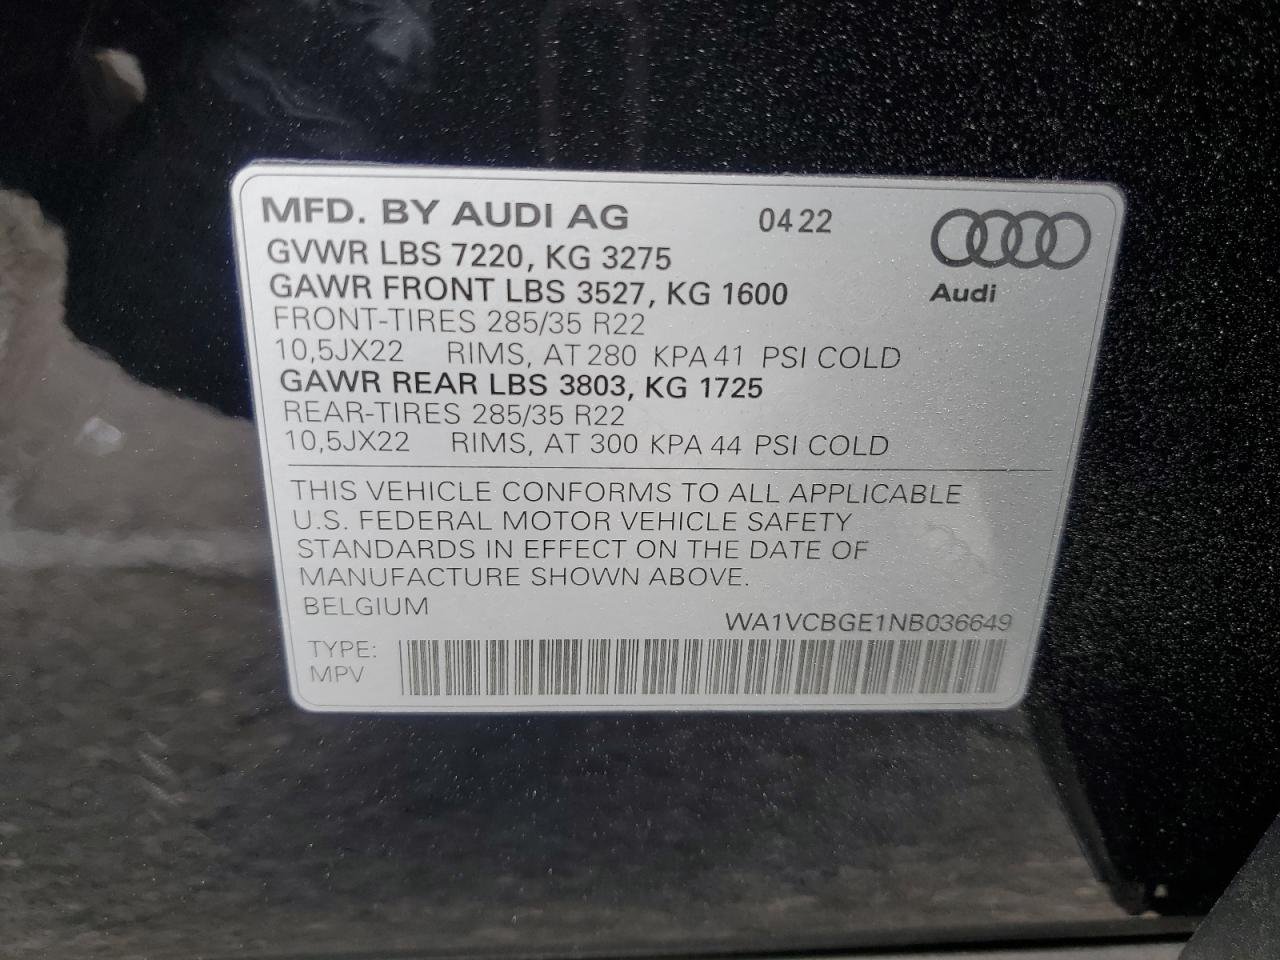 MFD. BY AUDI AG 0422
GVWR LBS 7220, KG 3275
GAWR FRONT LBS 3527, KG 1600
Audi
FRONT-TIRES 285/35 R22
10,5JX22 RIMS, AT 280 KPA 41 PSI COLD
GAWR REAR LBS 3803, KG 1725
REAR-TIRES 285/35 R22
10,5JX22 RIMS, AT 300 KPA 44 PSI COLD
THIS VEHICLE CONFORMS TO ALL APPLICABLE
U.S. FEDERAL MOTOR VEHICLE SAFETY
STANDARDS IN EFFECT ON THE DATE OF
MANUFACTURE SHOWN ABOVE.
BELGIUM WA1VCBGE1NB036649
TYPE:
MPV